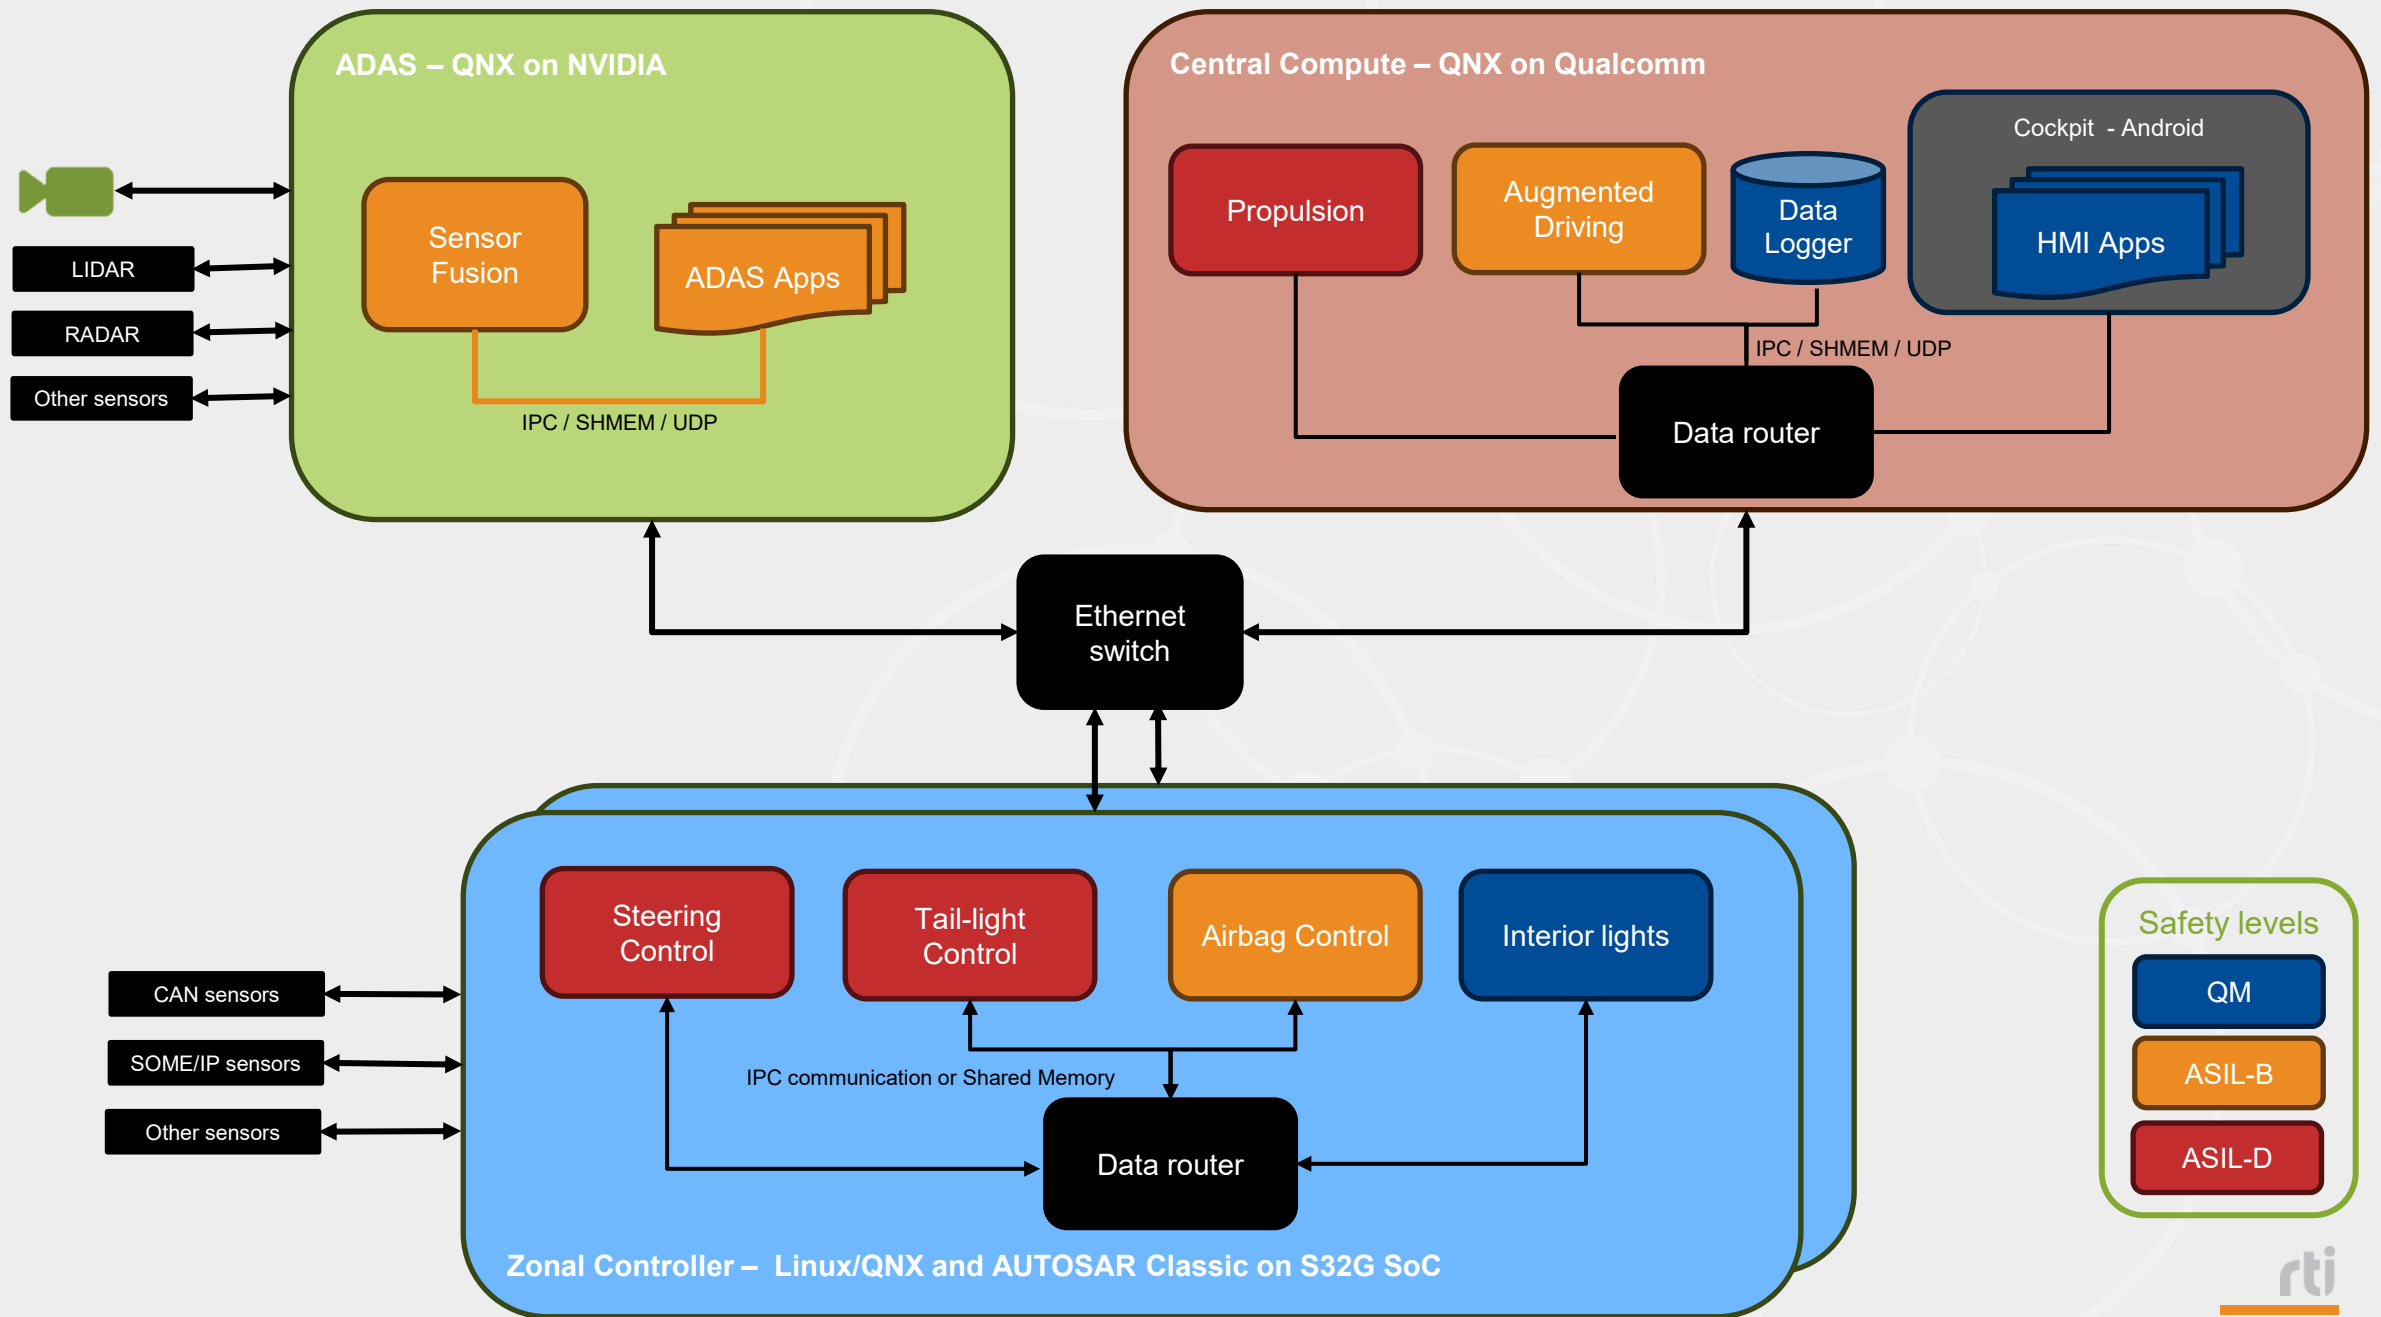 ADAS – QNX on NVIDIA
Sensor
Fusion
ADAS Apps
IPC / SHMEM / UDP
LIDAR
RADAR
Other sensors
Central Compute – QNX on Qualcomm
Propulsion
Augmented
Driving
Data
Logger
Cockpit - Android
HMI Apps
IPC / SHMEM / UDP
Data router
Ethernet
switch
Steering
Control
Tail-light
Control
Airbag Control
Interior lights
CAN sensors
SOME/IP sensors
Other sensors
IPC communication or Shared Memory
Data router
Zonal Controller – Linux/QNX and AUTOSAR Classic on S32G SoC
Safety levels
QM
ASIL-B
ASIL-D
rti